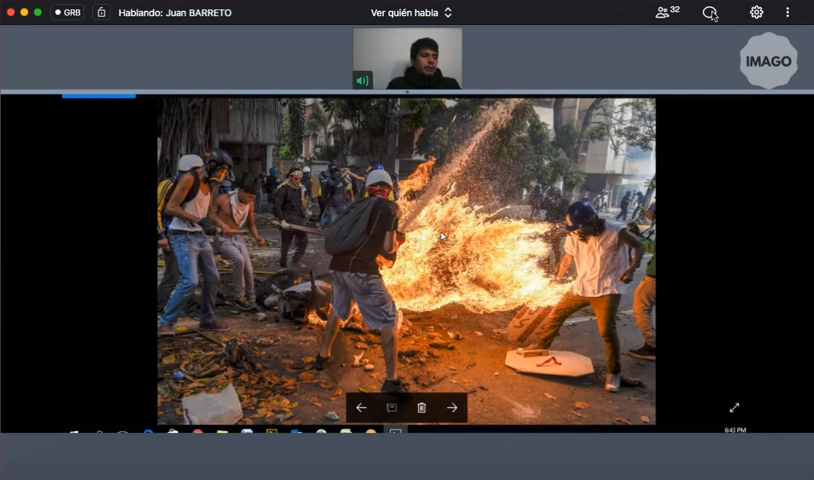 GRB
Hablando: Juan BARRETO
Ver quién habla
32
IMAGO
6:43 PM